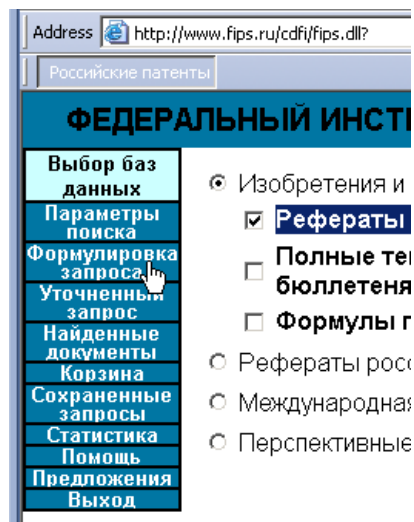 Address http://www.fips.ru/cdfi/fips.dll?
Российские патенты
ФЕДЕРАЛЬНЫЙ ИНСТ
Выбор баз
данных
Параметры
поиска
Формулировка
запроса
Уточненный
запрос
Найденные
документы
Корзина
Сохраненные
запросы
Статистика
Помощь
Предложения
Выход
Изобретения и
Рефераты
Полные те
бюллетеня
Формулы п
Рефераты росс
Международная
Перспективные